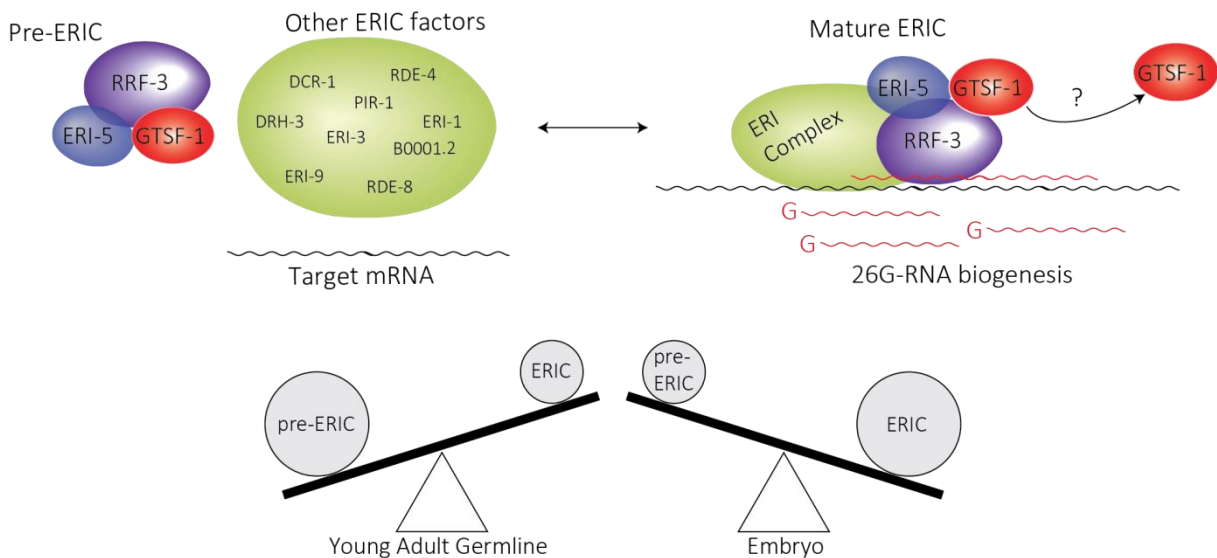 Pre-ERIC
RRF-3
ERI-5
GTSF-1
Other ERIC factors
DCR-1
RDE-4
PIR-1
DRH-3
ERI-3
ERI-1
B0001.2
ERI-9
RDE-8
Target mRNA
Mature ERIC
ERI
Complex
ERI-5
GTSF-1
RRF-3
?
GTSF-1
G
G
G
26G-RNA biogenesis
pre-ERIC
ERIC
Young Adult Germline
pre-
ERIC
ERIC
Embryo